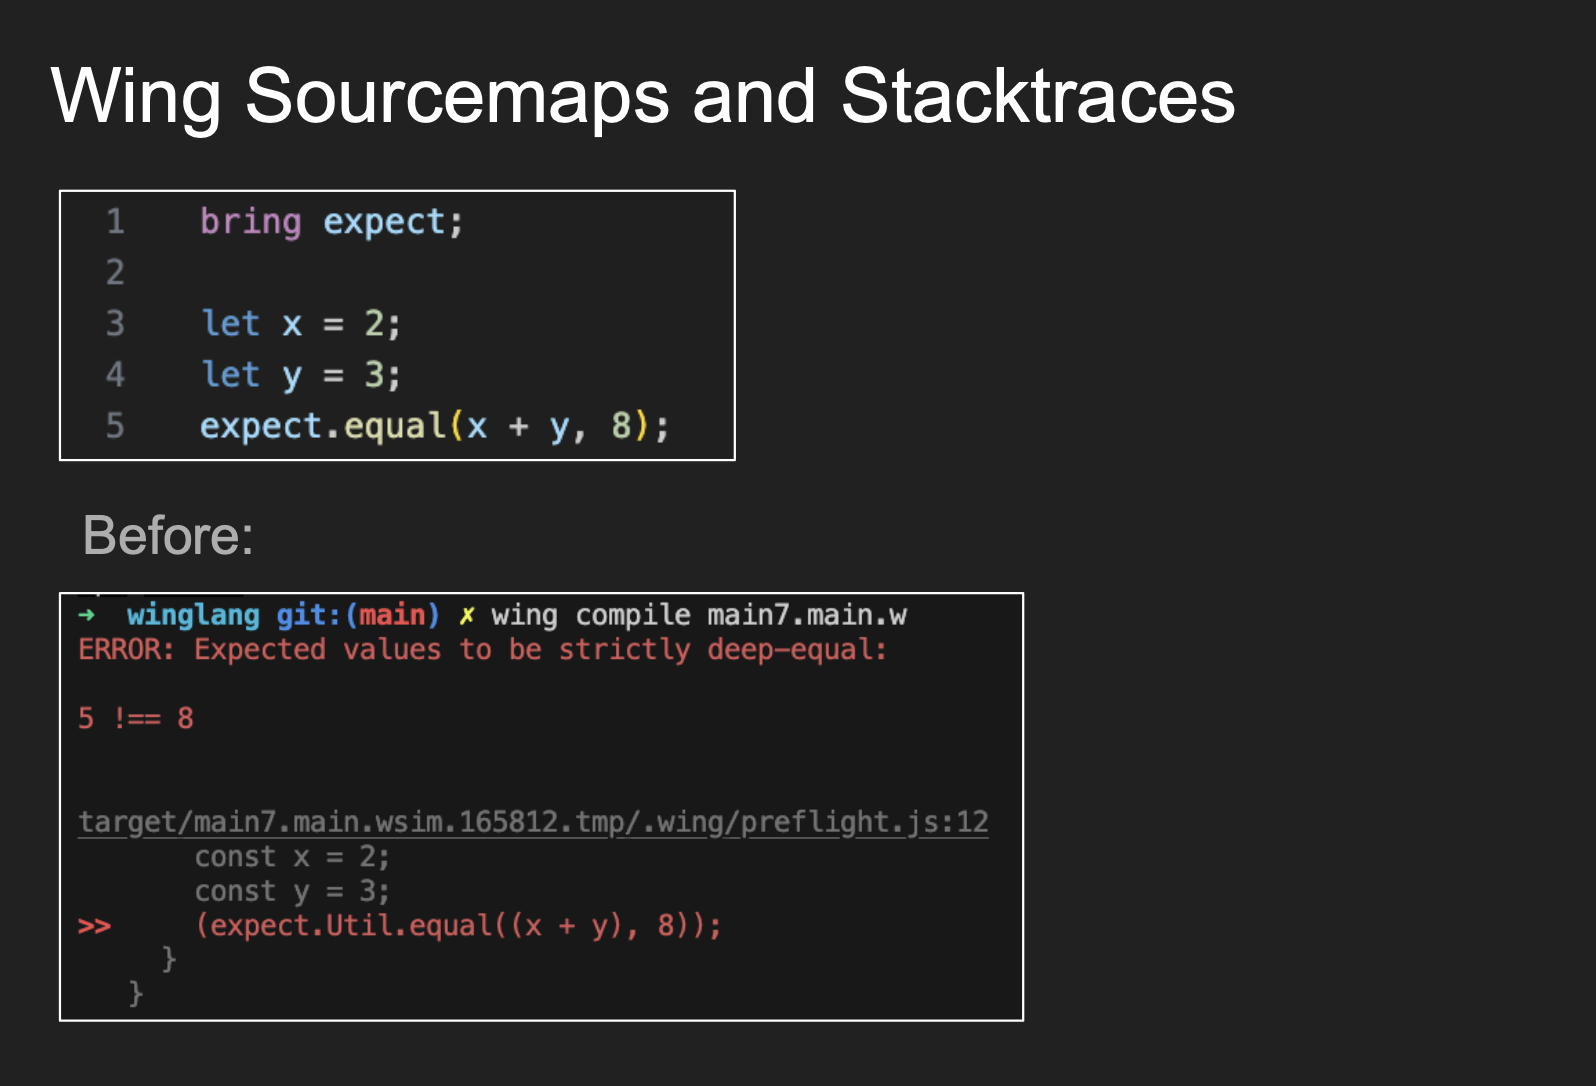 Wing Sourcemaps and Stacktraces
1 bring expect;
2
3 let x = 2;
4 let y = 3;
5 expect.equal(x + y, 8);
Before:
➜ winglang git:(main) ✗ wing compile main7.main.w
ERROR: Expected values to be strictly deep-equal:
5 !== 8
target/main7.main.wsim.165812.tmp/.wing/preflight.js:12
const x = 2;
const y = 3;
>> (expect.Util.equal((x + y), 8));
}
}